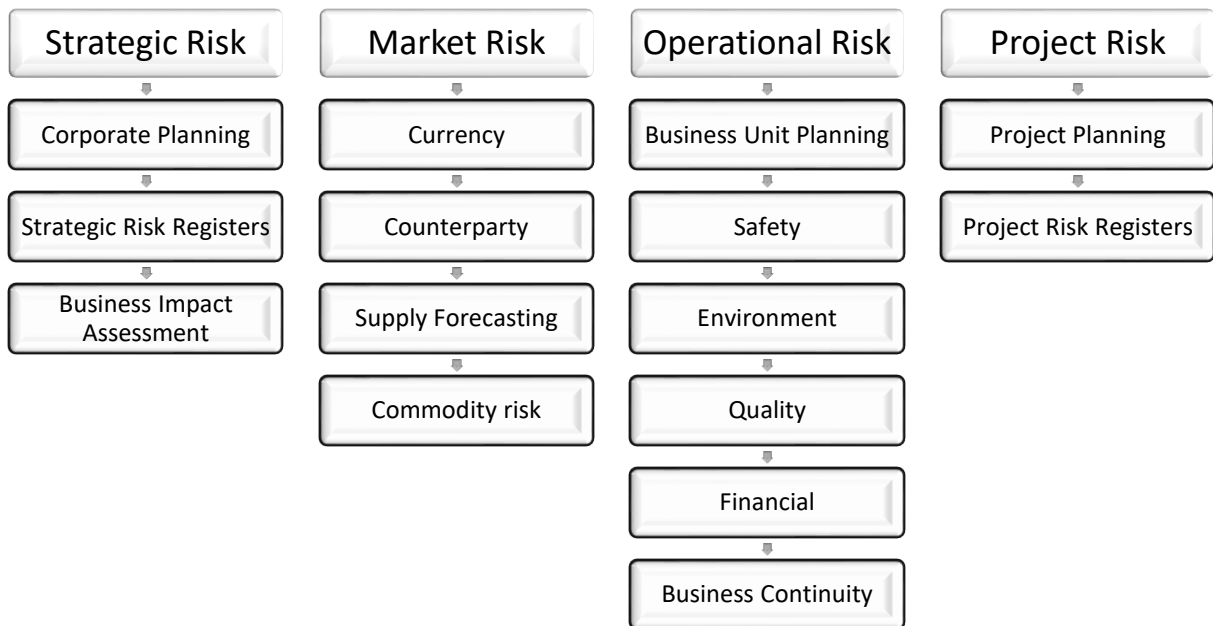 Strategic Risk
Corporate Planning
Strategic Risk Registers
Business Impact
Assessment
Market Risk
Currency
Counterparty
Supply Forecasting
Commodity risk
Operational Risk
Business Unit Planning
Safety
Environment
Quality
Financial
Business Continuity
Project Risk
Project Planning
Project Risk Registers